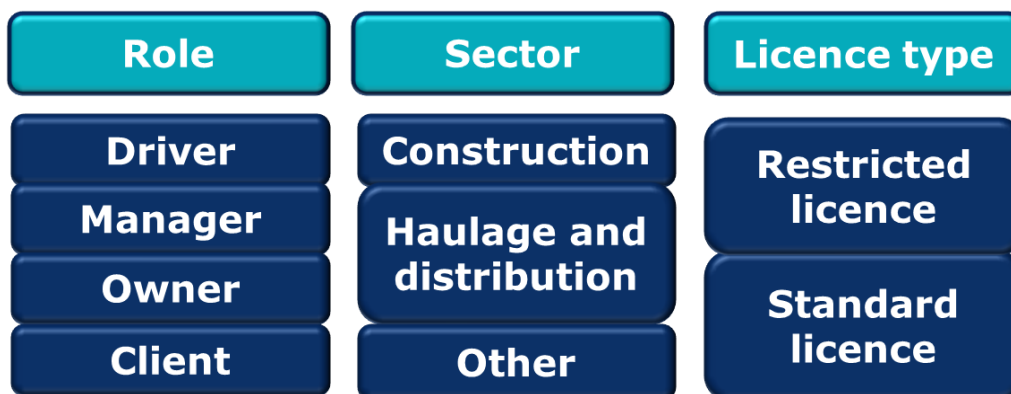 Role
Driver
Manager
Owner
Client
Sector
Construction
Haulage and
distribution
Other
Licence type
Restricted
licence
Standard
licence